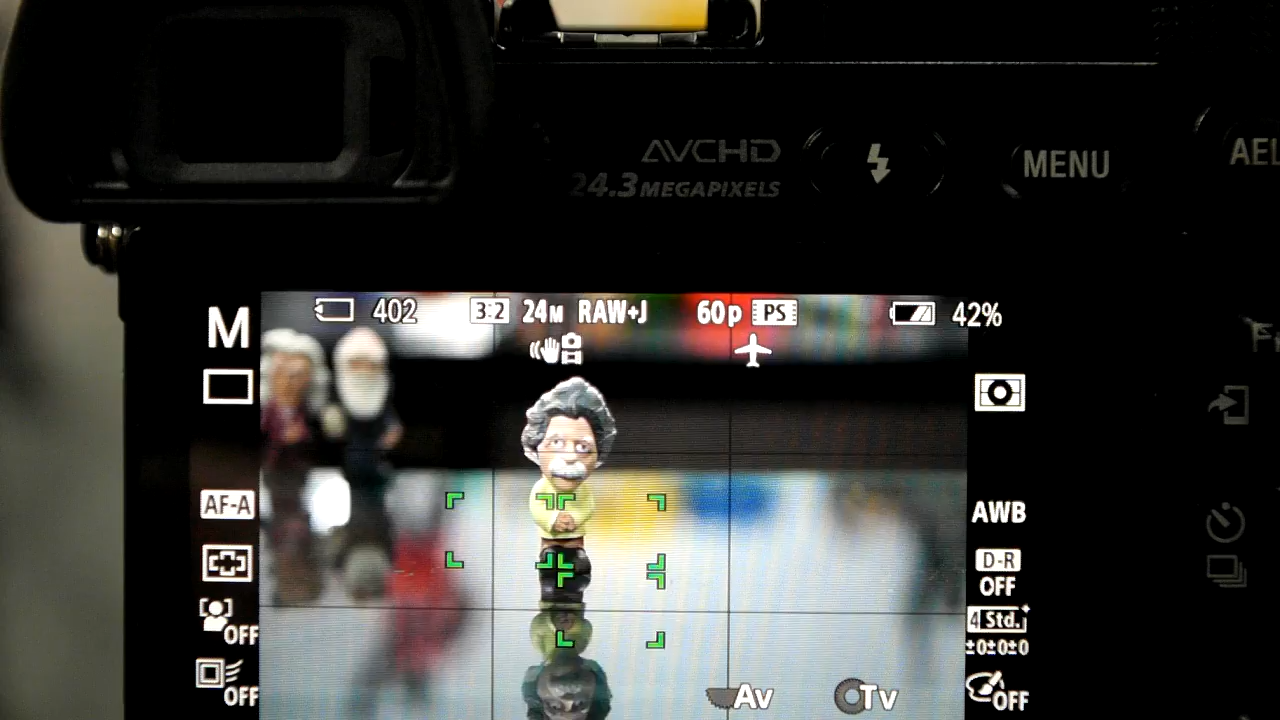 AVCHD
24.3 MEGAPIXELS
MENU
AEL
M
402
3:2
24M
RAW+J
60p
PS
42%
AF-A
OFF
OFF
AWB
D-R
OFF
4 Std.+
±0±0±0
OFF
Av
Tv